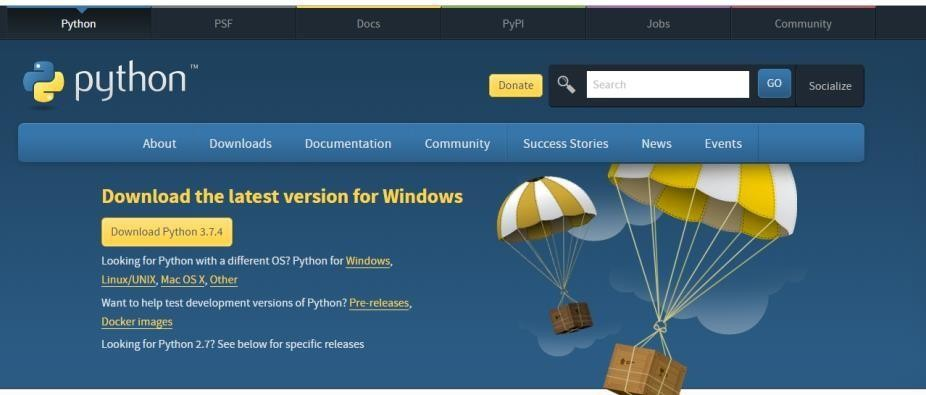 Python PSF Docs PyPI Jobs Community
python™
Donate Search GO Socialize
About Downloads Documentation Community Success Stories News Events
Download the latest version for Windows
Download Python 3.7.4
Looking for Python with a different OS? Python for Windows,
Linux/UNIX, Mac OS X, Other
Want to help test development versions of Python? Pre-releases,
Docker images
Looking for Python 2.7? See below for specific releases